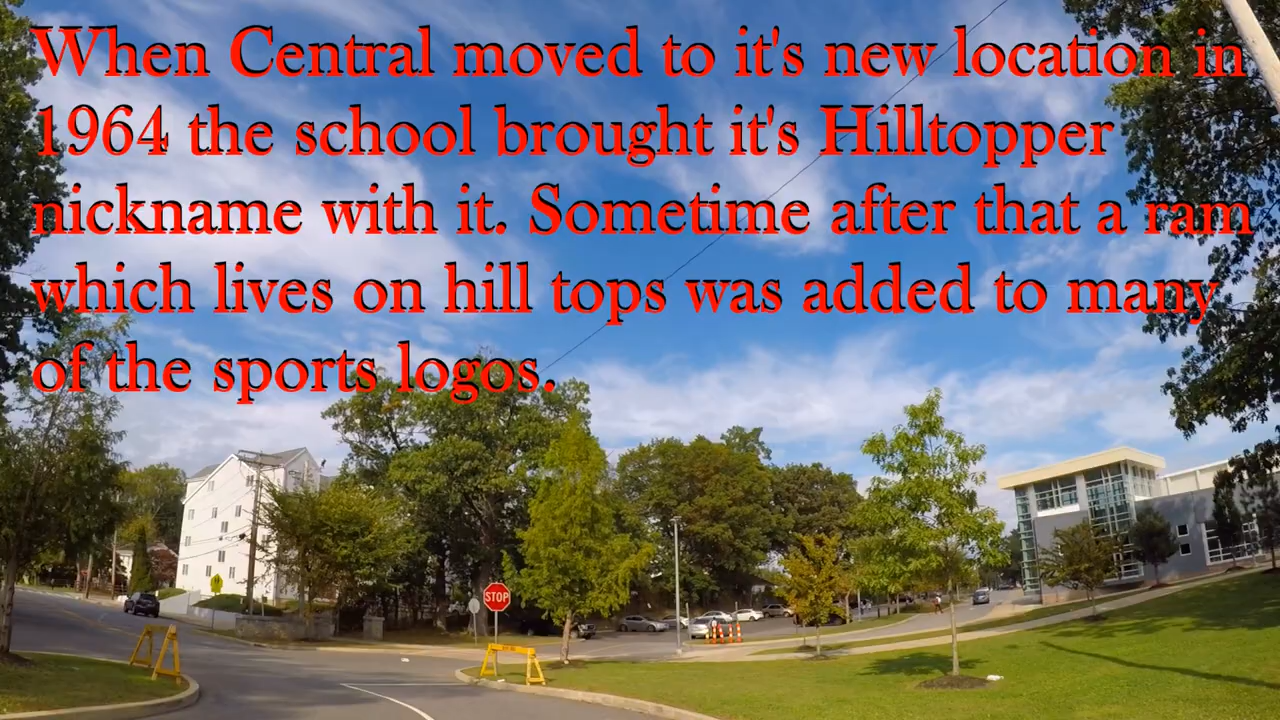 When Central moved to it's new location in
1964 the school brought it's Hilltopper
nickname with it. Sometime after that a ram
which lives on hill tops was added to many
of the sports logos.
STOP